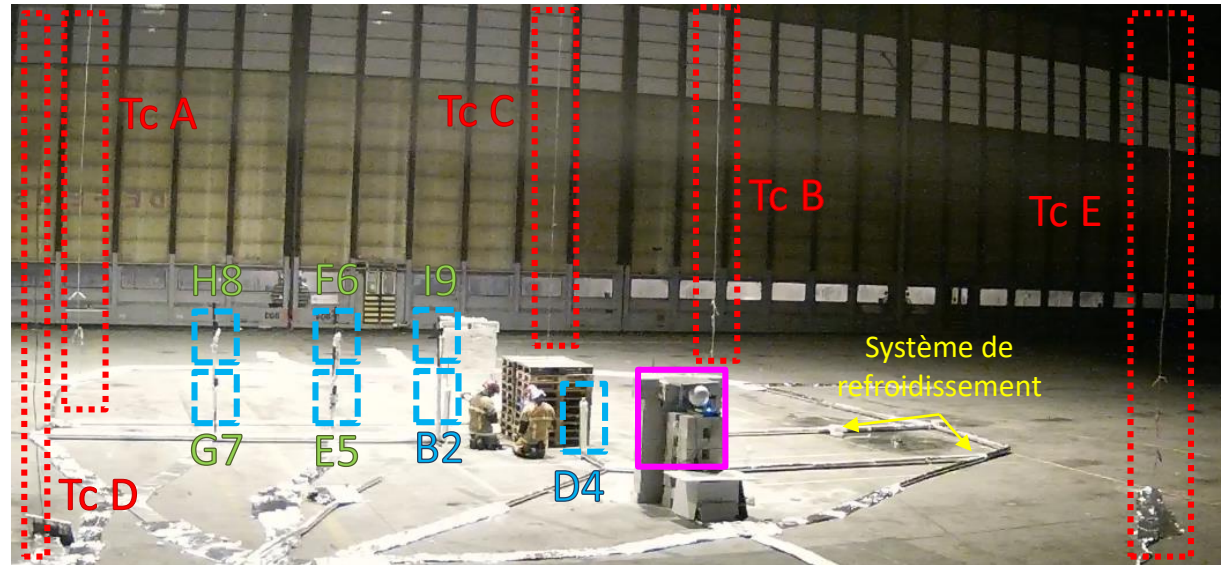 Tc A
Tc C
Tc B
Tc E
H8
F6
I9
Système de
refroidissement
G7
E5
B2
D4
Tc D